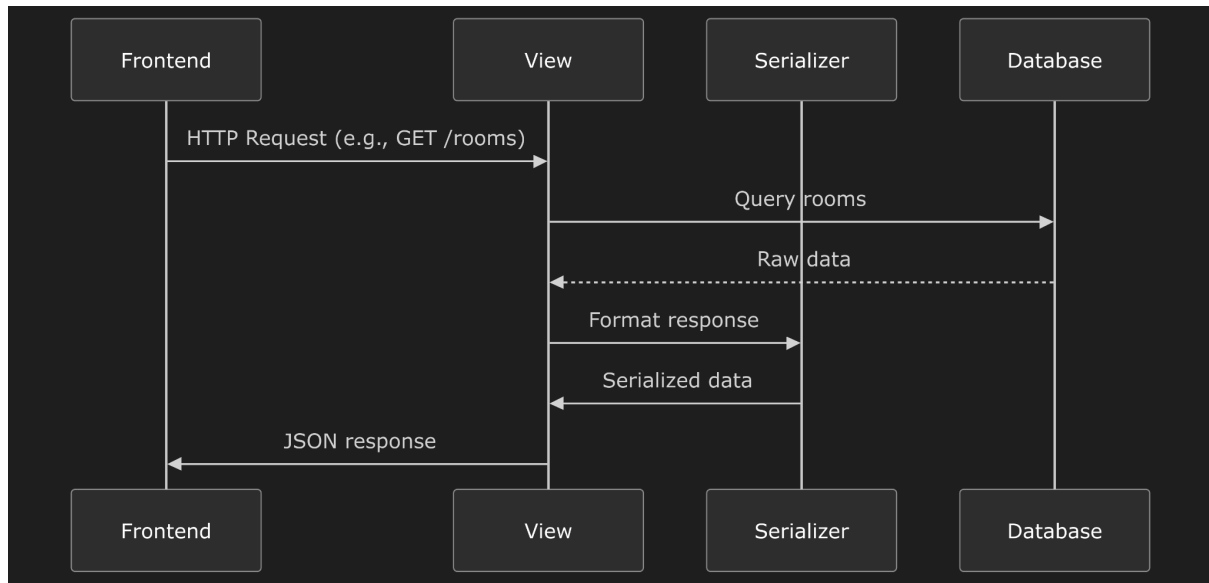 Frontend
View
Serializer
Database
HTTP Request (e.g., GET /rooms)
Query rooms
Raw data
Format response
Serialized data
JSON response
Frontend
View
Serializer
Database